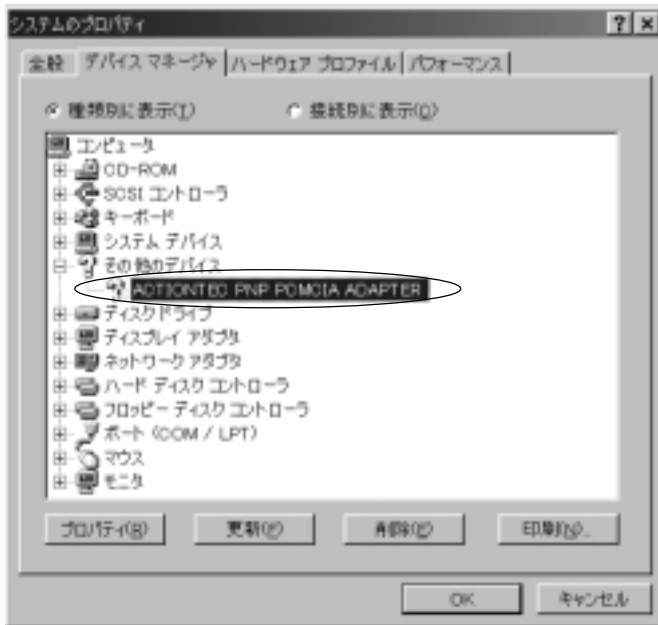 システムのプロパティ
全般 デバイス マネージャ ハードウェア プロファイル パフォーマンス
種類別に表示(T) 接続別に表示(C)
コンピュータ
CD-ROM
SCSI コントローラ
キーボード
システム デバイス
その他のデバイス
ACTIONTEC PNP PCMCIA ADAPTER
ディスク ドライブ
ディスプレイ アダプタ
ネットワーク アダプタ
ハード ディスク コントローラ
フロッピー ディスク コントローラ
ポート (COM / LPT)
マウス
モニタ
プロパティ(R) 更新(F) 削除(E) 印刷(N)...
OK キャンセル